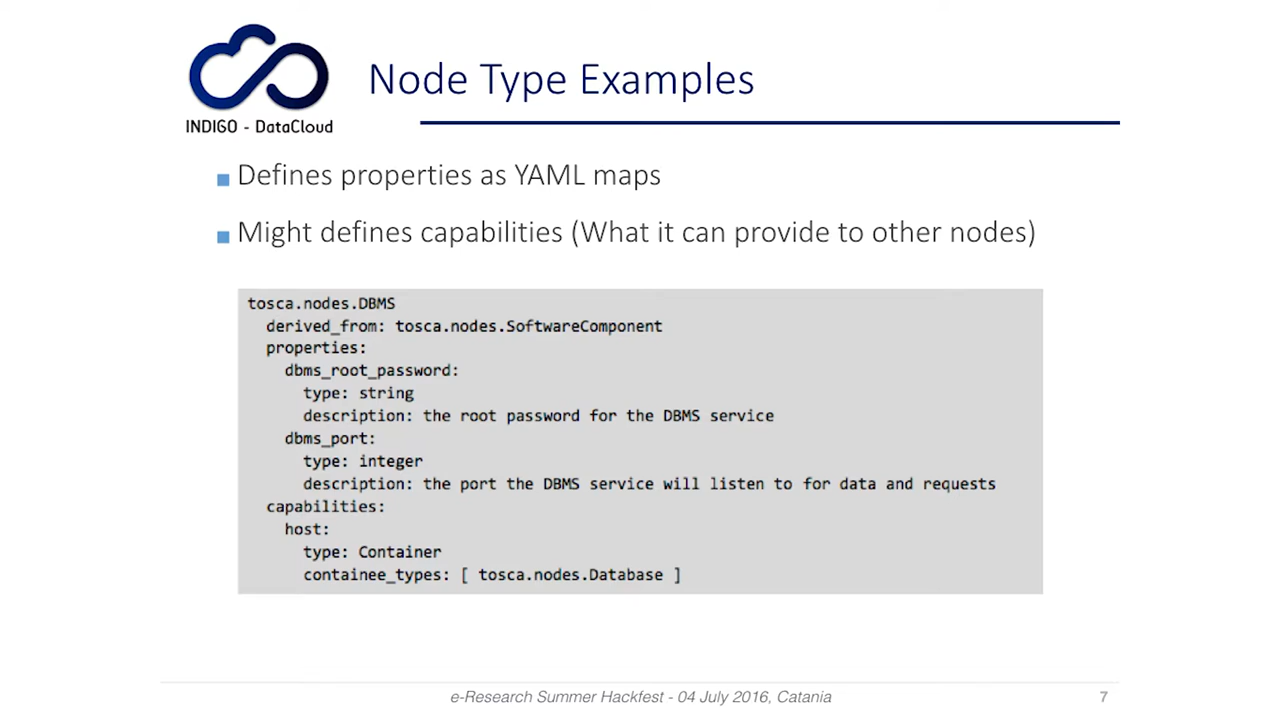 INDIGO - DataCloud
Node Type Examples
Defines properties as YAML maps
Might defines capabilities (What it can provide to other nodes)
tosca.nodes.DBMS
derived_from: tosca.nodes.SoftwareComponent
properties:
dbms_root_password:
type: string
description: the root password for the DBMS service
dbms_port:
type: integer
description: the port the DBMS service will listen to for data and requests
capabilities:
host:
type: Container
containee_types: [ tosca.nodes.Database ]
e-Research Summer Hackfest - 04 July 2016, Catania
7